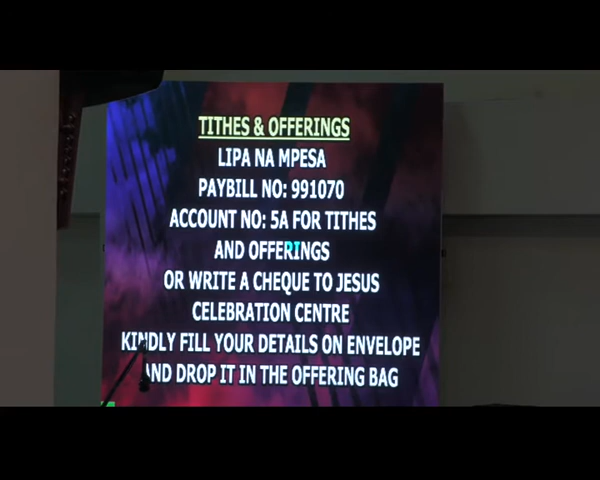 TITHES & OFFERINGS
LIPA NA MPESA
PAYBILL NO: 991070
ACCOUNT NO: 5A FOR TITHES
AND OFFERINGS
OR WRITE A CHEQUE TO JESUS
CELEBRATION CENTRE
KINDLY FILL YOUR DETAILS ON ENVELOPE
AND DROP IT IN THE OFFERING BAG